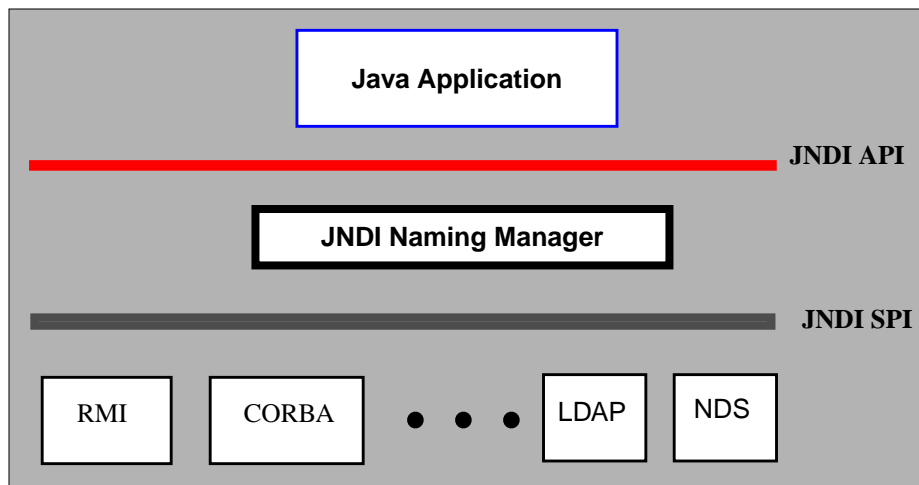 Java Application
JNDI API
JNDI Naming Manager
JNDI SPI
RMI
CORBA
LDAP
NDS